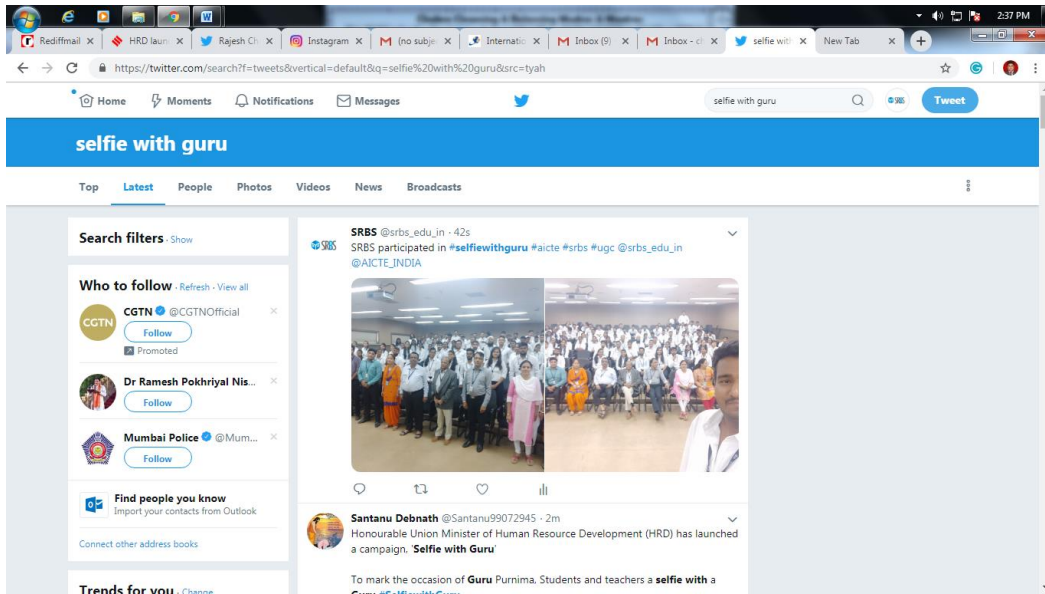 2:37 PM
Rediffmail
HRD laun
Rajesh Ch
Instagram
(no subje
Internatio
Inbox (9)
Inbox - ch
selfie with
New Tab
https://twitter.com/search?f=tweets&vertical=default&q=selfie%20with%20guru&src=tyah
Home
Moments
Notifications
Messages
selfie with guru
SRBS
Tweet
selfie with guru
Top Latest People Photos Videos News Broadcasts
Search filters · Show
Who to follow · Refresh · View all
CGTN
CGTN @CGTNOfficial
Follow
Promoted
Dr Ramesh Pokhriyal Nis...
Follow
Mumbai Police @Mum...
Follow
Find people you know
Import your contacts from Outlook
Connect other address books
Trends for you · Change
SRBS
SRBS @srbs_edu_in · 42s
SRBS participated in #selfiewithguru #aicte #srbs #ugc @srbs_edu_in
@AICTE_INDIA
Santanu Debnath @Santanu99072945 · 2m
Honourable Union Minister of Human Resource Development (HRD) has launched
a campaign, 'Selfie with Guru'
To mark the occasion of Guru Purnima, Students and teachers a selfie with a
Guru #SelfiewithGuru